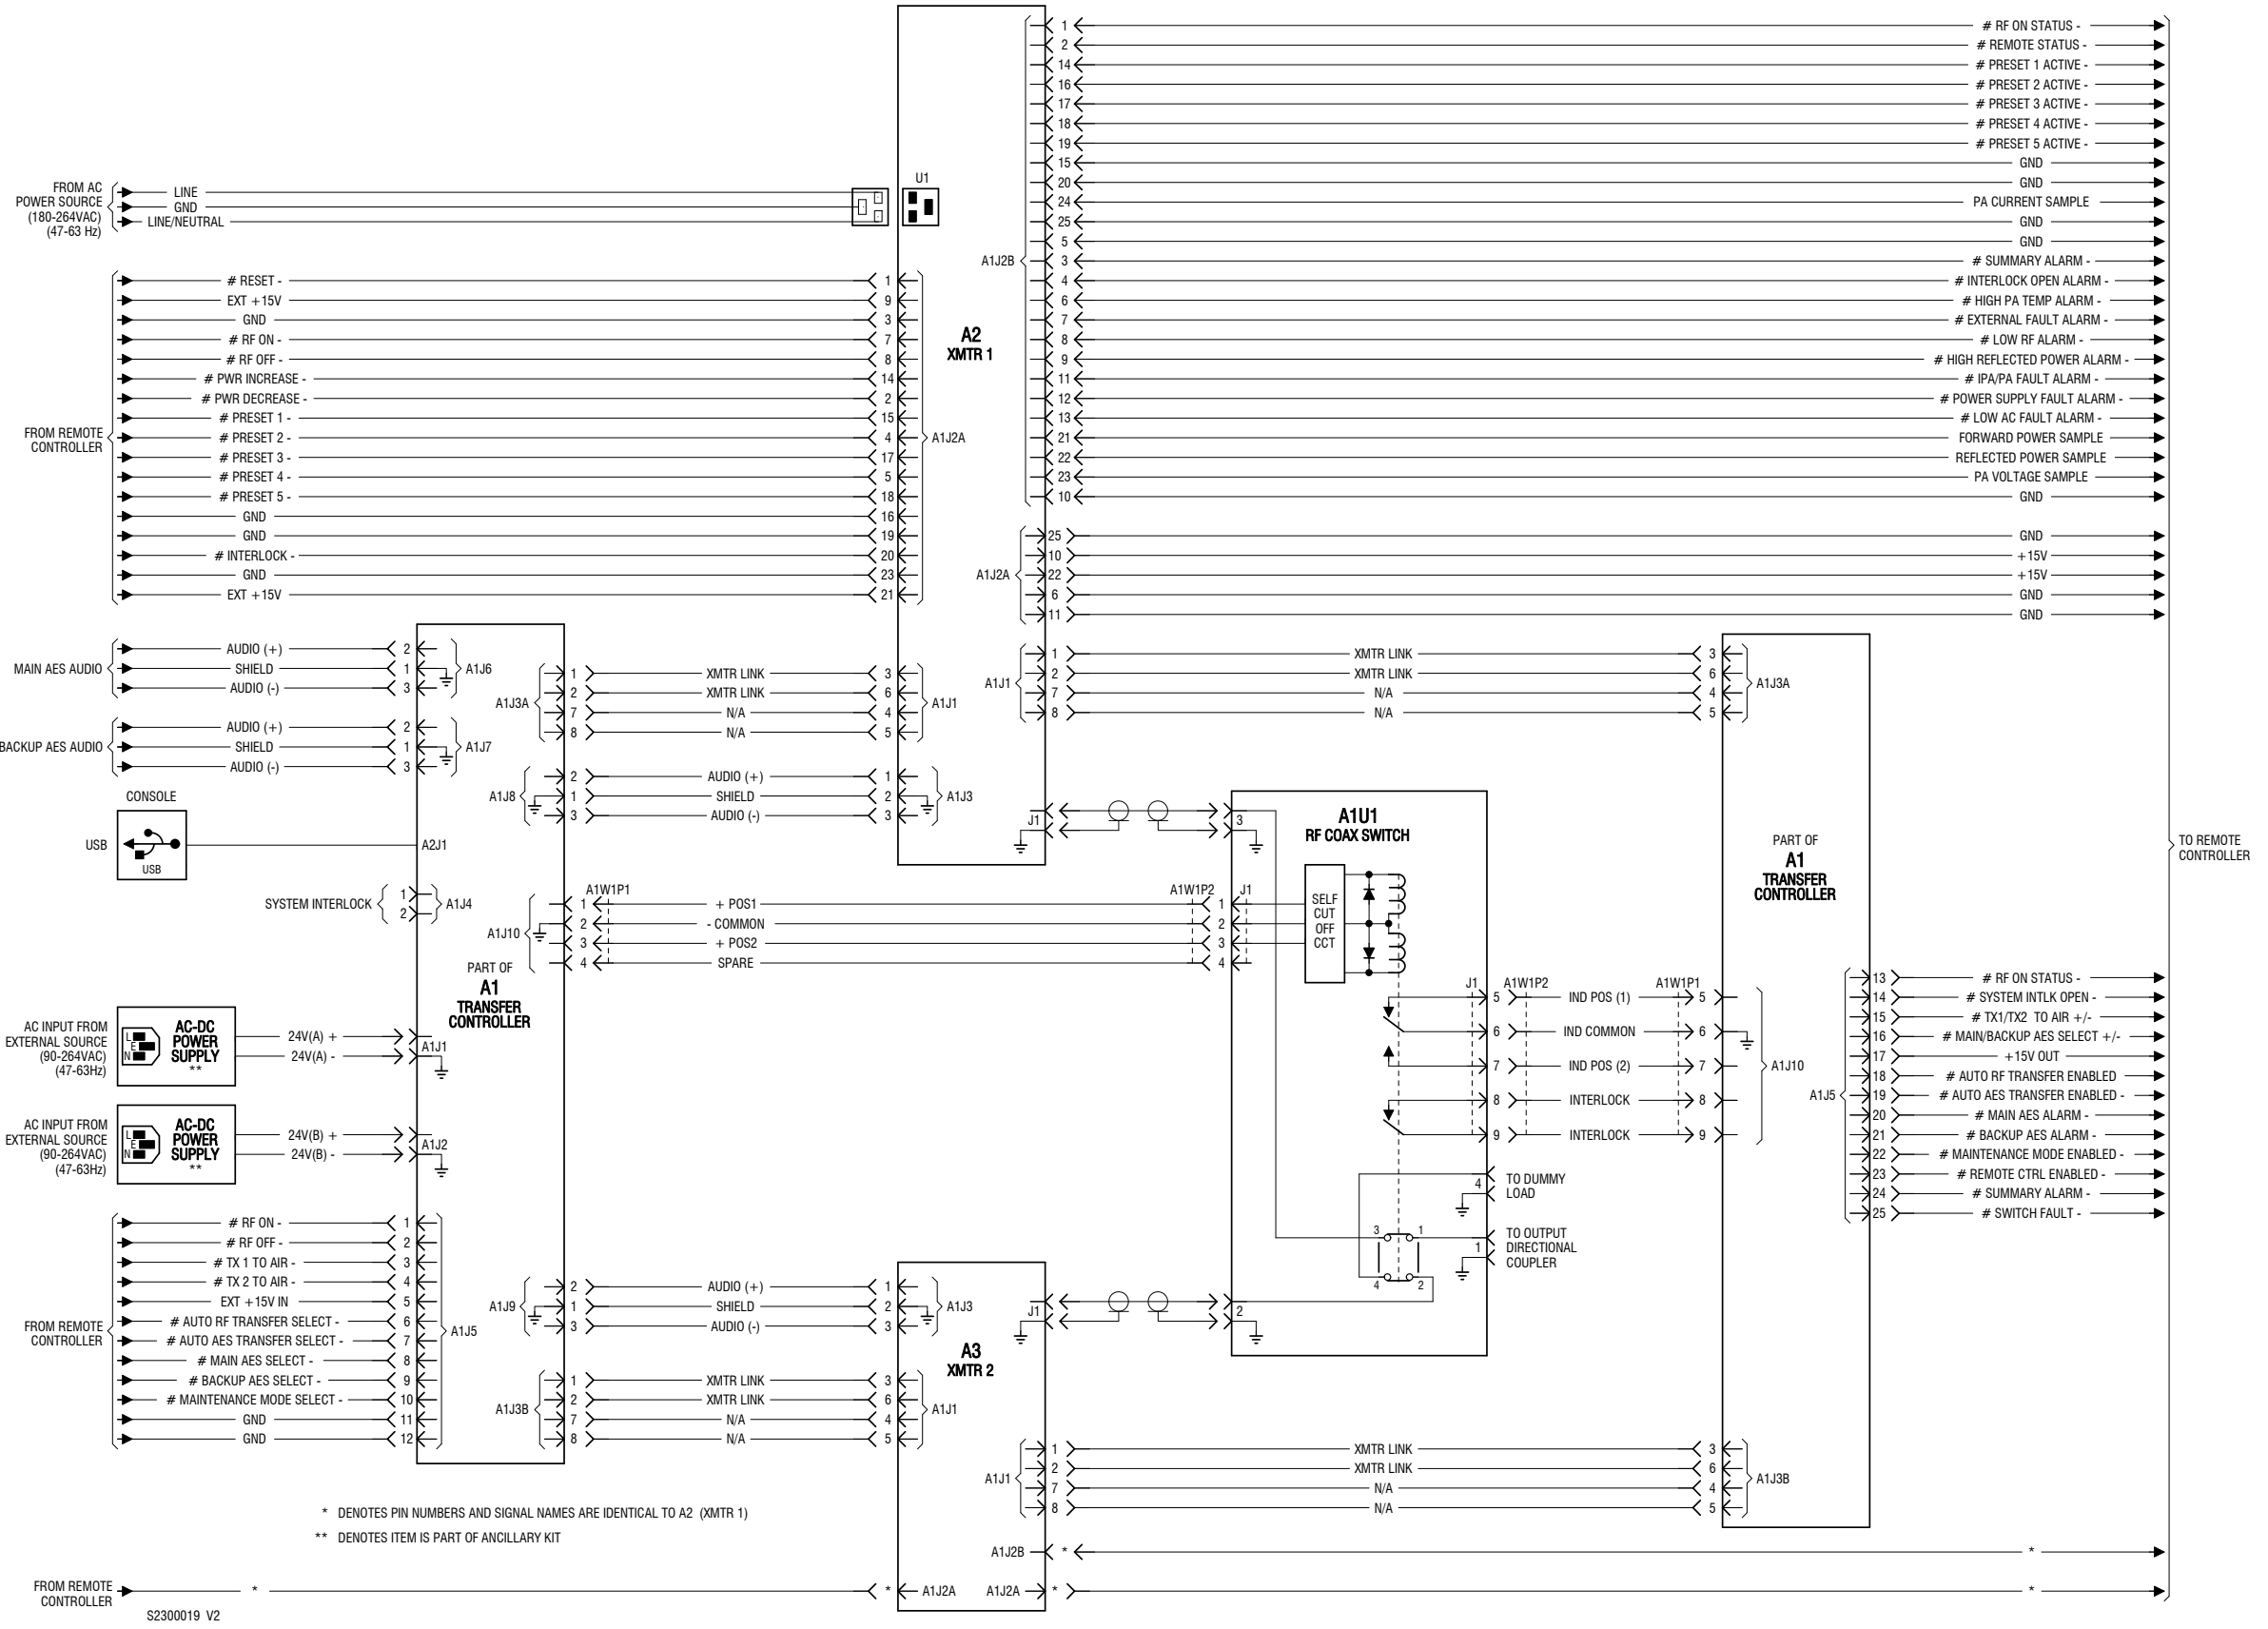 FROM AC
POWER SOURCE
(180-264VAC)
(47-63 Hz)
LINE
GND
LINE/NEUTRAL
U1
FROM REMOTE
CONTROLLER
# RESET - 1
EXT +15V 9
GND 3
# RF ON - 7
# RF OFF - 8
# PWR INCREASE - 14
# PWR DECREASE - 2
# PRESET 1 - 15
# PRESET 2 - 4
# PRESET 3 - 17
# PRESET 4 - 5
# PRESET 5 - 18
GND 16
GND 19
# INTERLOCK - 20
GND 23
EXT +15V 21
A1J2A
A2
XMTR 1
A1J2B
1 # RF ON STATUS -
2 # REMOTE STATUS -
14 # PRESET 1 ACTIVE -
16 # PRESET 2 ACTIVE -
17 # PRESET 3 ACTIVE -
18 # PRESET 4 ACTIVE -
19 # PRESET 5 ACTIVE -
15 GND
20 GND
24 PA CURRENT SAMPLE
25 GND
5 GND
3 # SUMMARY ALARM -
4 # INTERLOCK OPEN ALARM -
6 # HIGH PA TEMP ALARM -
7 # EXTERNAL FAULT ALARM -
8 # LOW RF ALARM -
9 # HIGH REFLECTED POWER ALARM -
11 # IPA/PA FAULT ALARM -
12 # POWER SUPPLY FAULT ALARM -
13 # LOW AC FAULT ALARM -
21 FORWARD POWER SAMPLE
22 REFLECTED POWER SAMPLE
23 PA VOLTAGE SAMPLE
10 GND
A1J2A
25 GND
10 +15V
22 +15V
6 GND
11 GND
TO REMOTE
CONTROLLER
MAIN AES AUDIO
AUDIO (+) 2
SHIELD 1
AUDIO (-) 3
A1J6
BACKUP AES AUDIO
AUDIO (+) 2
SHIELD 1
AUDIO (-) 3
A1J7
CONSOLE
USB
USB
A2J1
SYSTEM INTERLOCK
1
2
A1J4
PART OF
A1
TRANSFER
CONTROLLER
AC INPUT FROM
EXTERNAL SOURCE
(90-264VAC)
(47-63Hz)
L
E
N
AC-DC
POWER
SUPPLY
**
24V(A) +
24V(A) -
A1J1
AC INPUT FROM
EXTERNAL SOURCE
(90-264VAC)
(47-63Hz)
L
E
N
AC-DC
POWER
SUPPLY
**
24V(B) +
24V(B) -
A1J2
FROM REMOTE
CONTROLLER
# RF ON - 1
# RF OFF - 2
# TX 1 TO AIR - 3
# TX 2 TO AIR - 4
EXT +15V IN 5
# AUTO RF TRANSFER SELECT - 6
# AUTO AES TRANSFER SELECT - 7
# MAIN AES SELECT - 8
# BACKUP AES SELECT - 9
# MAINTENANCE MODE SELECT - 10
GND 11
GND 12
A1J5
A1J3A
1 XMTR LINK 3
2 XMTR LINK 6
7 N/A 4
8 N/A 5
A1J1
A1J8
2 AUDIO (+) 1
1 SHIELD 2
3 AUDIO (-) 3
A1J3
A1J10
A1W1P1
1 + POS1 1
2 - COMMON 2
3 + POS2 3
4 SPARE 4
A1W1P2
J1
A1J9
2 AUDIO (+) 1
1 SHIELD 2
3 AUDIO (-) 3
A1J3
A1J3B
1 XMTR LINK 3
2 XMTR LINK 6
7 N/A 4
8 N/A 5
A1J1
A1J1
1 XMTR LINK 3
2 XMTR LINK 6
7 N/A 4
8 N/A 5
A1J3A
J1
3
A1U1
RF COAX SWITCH
SELF
CUT
OFF
CCT
J1
A1W1P2
A1W1P1
5 IND POS (1) 5
6 IND COMMON 6
7 IND POS (2) 7
8 INTERLOCK 8
9 INTERLOCK 9
A1J10
4
TO DUMMY
LOAD
1
TO OUTPUT
DIRECTIONAL
COUPLER
3 1
4 2
J1
2
PART OF
A1
TRANSFER
CONTROLLER
A1J5
13 # RF ON STATUS -
14 # SYSTEM INTLK OPEN -
15 # TX1/TX2 TO AIR +/-
16 # MAIN/BACKUP AES SELECT +/-
17 +15V OUT
18 # AUTO RF TRANSFER ENABLED
19 # AUTO AES TRANSFER ENABLED -
20 # MAIN AES ALARM -
21 # BACKUP AES ALARM -
22 # MAINTENANCE MODE ENABLED -
23 # REMOTE CTRL ENABLED -
24 # SUMMARY ALARM -
25 # SWITCH FAULT -
A3
XMTR 2
A1J1
1 XMTR LINK 3
2 XMTR LINK 6
7 N/A 4
8 N/A 5
A1J3B
A1J2B * *
* DENOTES PIN NUMBERS AND SIGNAL NAMES ARE IDENTICAL TO A2 (XMTR 1)
** DENOTES ITEM IS PART OF ANCILLARY KIT
FROM REMOTE
CONTROLLER
* * A1J2A A1J2A * *
S2300019 V2